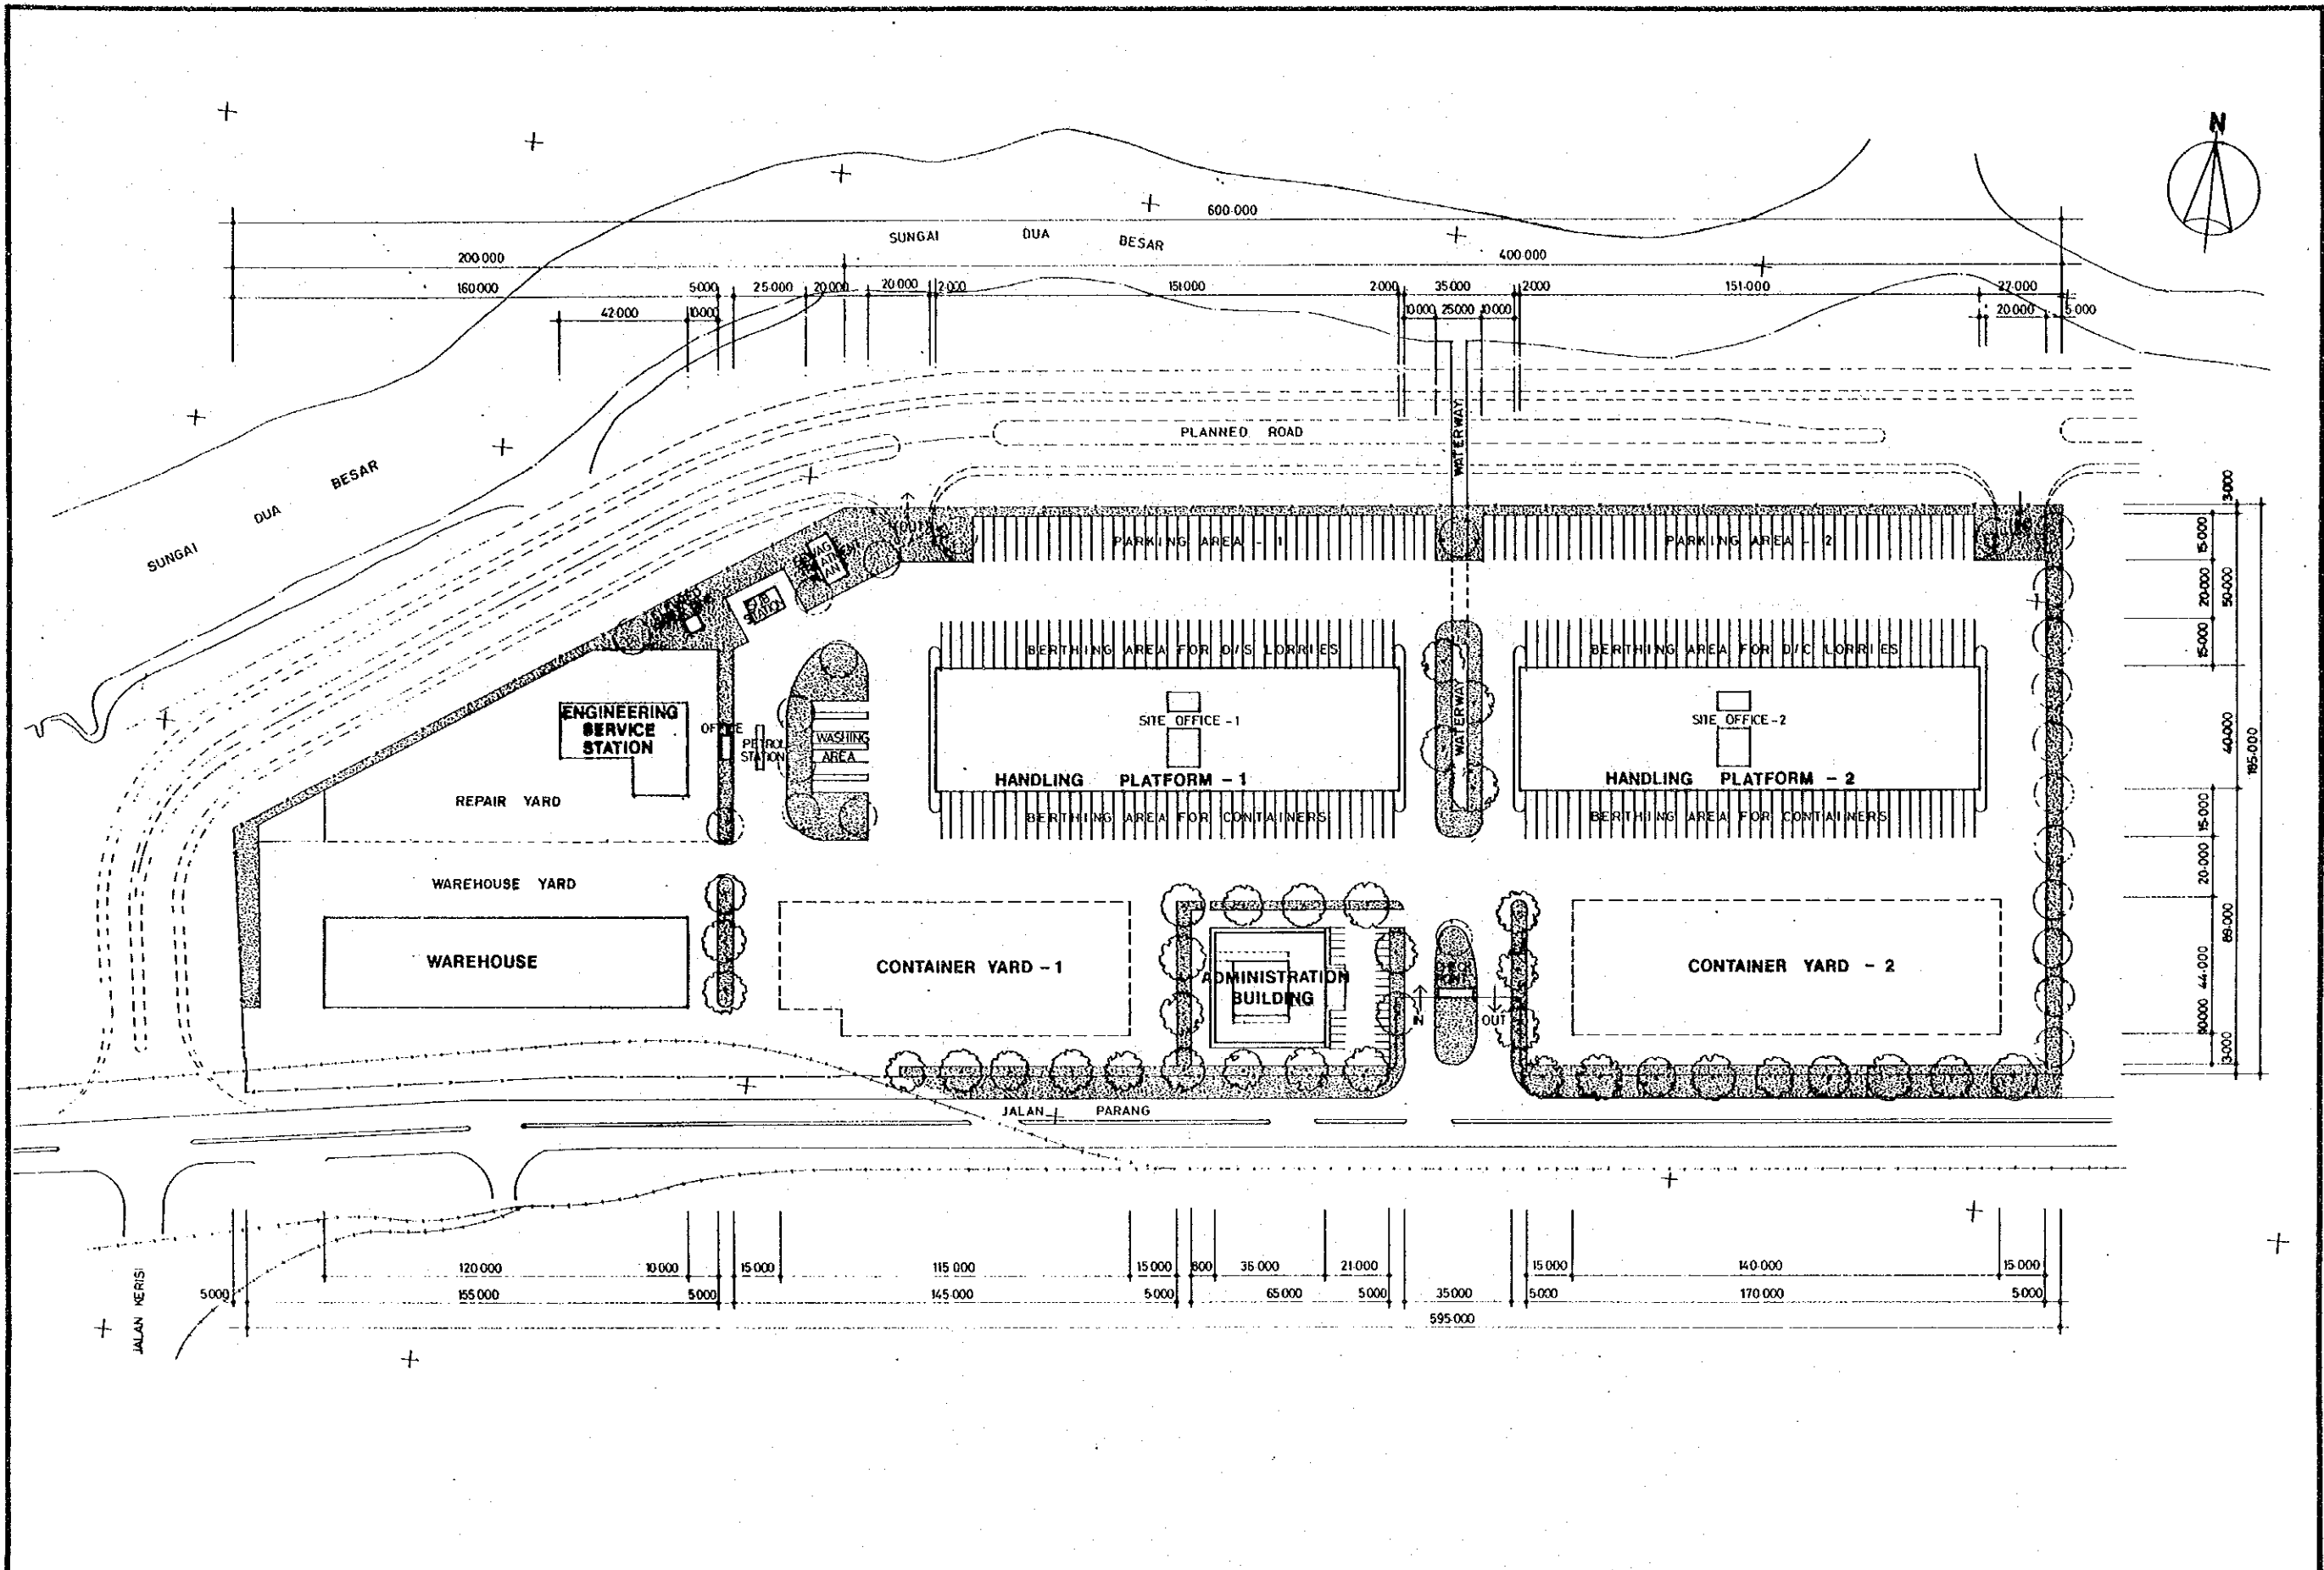 N
600·000
SUNGAI DUA BESAR
200·000
400·000
160·000
5·000
25·000
20·000
20·000
2·000
151·000
2·000
35·000
2·000
151·000
27·000
42·000
10·000
10·000
25·000
10·000
20·000
5·000
PLANNED ROAD
WATERWAY
SUNGAI DUA BESAR
OUT
PARKING AREA - 1
PARKING AREA - 2
SUB
STATION
BERTHING AREA FOR D/S LORRIES
BERTHING AREA FOR D/C LORRIES
ENGINEERING
SERVICE
STATION
OFFICE
PETROL
STATION
WASHING
AREA
SITE OFFICE - 1
SITE OFFICE - 2
WATERWAY
HANDLING PLATFORM - 1
HANDLING PLATFORM - 2
REPAIR YARD
BERTHING AREA FOR CONTAINERS
BERTHING AREA FOR CONTAINERS
WAREHOUSE YARD
WAREHOUSE
CONTAINER YARD - 1
ADMINISTRATION
BUILDING
IN
OUT
CONTAINER YARD - 2
3·000
15·000
20·000
50·000
15·000
40·000
185·000
15·000
20·000
89·000
44·000
10·000
3·000
JALAN PARANG
JALAN KERISI
120·000
10·000
15·000
115·000
15·000
800
36·000
21·000
15·000
140·000
15·000
5·000
155·000
5·000
145·000
5·000
65·000
5·000
35·000
5·000
170·000
5·000
595·000